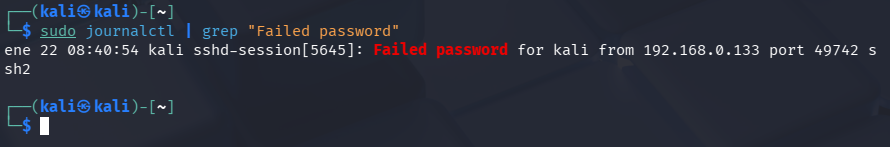 ┌──(kali㉿kali)-[~]
└─$ sudo journalctl | grep "Failed password"
ene 22 08:40:54 kali sshd-session[5645]: Failed password for kali from 192.168.0.133 port 49742 s
sh2
┌──(kali㉿kali)-[~]
└─$